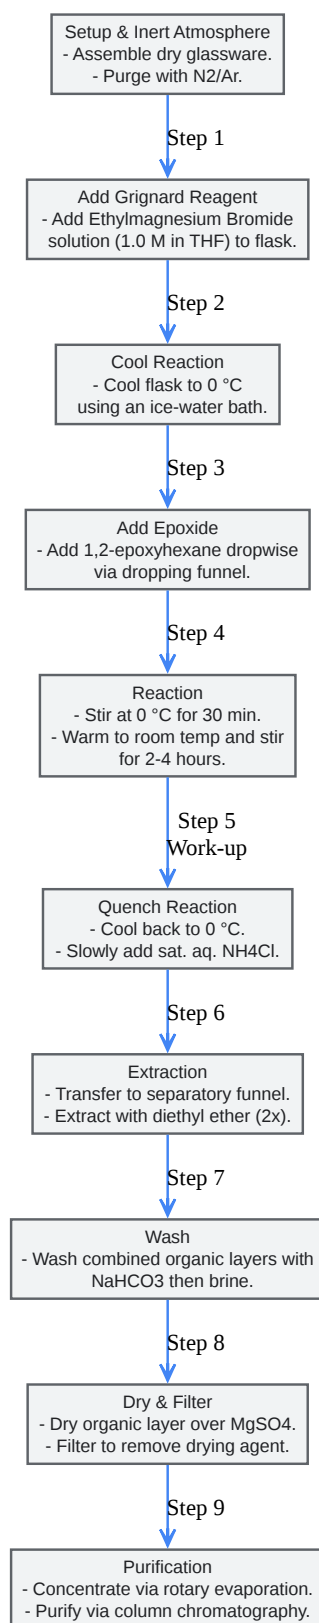 Setup & Inert Atmosphere
- Assemble dry glassware.
- Purge with N2/Ar.
Step 1
Add Grignard Reagent
- Add Ethylmagnesium Bromide
solution (1.0 M in THF) to flask.
Step 2
Cool Reaction
- Cool flask to 0 °C
using an ice-water bath.
Step 3
Add Epoxide
- Add 1,2-epoxyhexane dropwise
via dropping funnel.
Step 4
Reaction
- Stir at 0 °C for 30 min.
- Warm to room temp and stir
for 2-4 hours.
Step 5
Work-up
Quench Reaction
- Cool back to 0 °C.
- Slowly add sat. aq. NH4Cl.
Step 6
Extraction
- Transfer to separatory funnel.
- Extract with diethyl ether (2x).
Step 7
Wash
- Wash combined organic layers with
NaHCO3 then brine.
Step 8
Dry & Filter
- Dry organic layer over MgSO4.
- Filter to remove drying agent.
Step 9
Purification
- Concentrate via rotary evaporation.
- Purify via column chromatography.